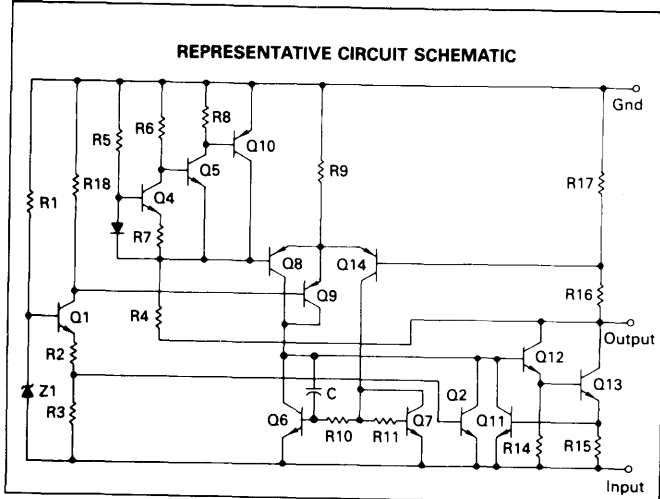 REPRESENTATIVE CIRCUIT SCHEMATIC
Gnd
R5
R6
R8
Q10
R9
R17
R1
R18
Q4
Q5
R7
Q8
Q14
Q9
R16
Q1
R4
Output
R2
Q12
Q13
Z1
R3
C
Q2
Q6
R10
R11
Q7
Q11
R14
R15
Input